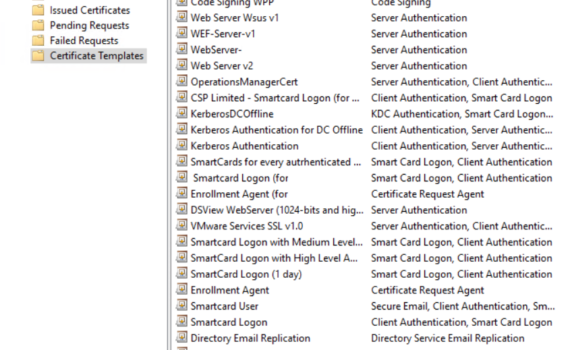 Issued Certificates
Pending Requests
Failed Requests
Certificate Templates
Code Signing WPP Code Signing
Web Server Wsus v1 Server Authentication
WEF-Server-v1 Server Authentication
WebServer- Server Authentication
Web Server v2 Server Authentication
OperationsManagerCert Server Authentication, Client Authentic...
CSP Limited - Smartcard Logon (for ... Client Authentication, Smart Card Logon
KerberosDCOffline KDC Authentication, Smart Card Logon...
Kerberos Authentication for DC Offline Client Authentication, Server Authentic...
Kerberos Authentication Client Authentication, Server Authentic...
SmartCards for every autrhenticated ... Smart Card Logon, Client Authentication
Smartcard Logon (for Smart Card Logon, Client Authentication
Enrollment Agent (for Certificate Request Agent
DSView WebServer (1024-bits and hig... Server Authentication
VMware Services SSL v1.0 Server Authentication, Client Authentic...
Smartcard Logon with Medium Level... Smart Card Logon, Client Authentication
SmartCard Logon with High Level A... Smart Card Logon, Client Authentication
SmartCard Logon (1 day) Smart Card Logon, Client Authentication
Enrollment Agent Certificate Request Agent
Smartcard User Secure Email, Client Authentication, Sm...
Smartcard Logon Client Authentication, Smart Card Logon
Directory Email Replication Directory Service Email Replication